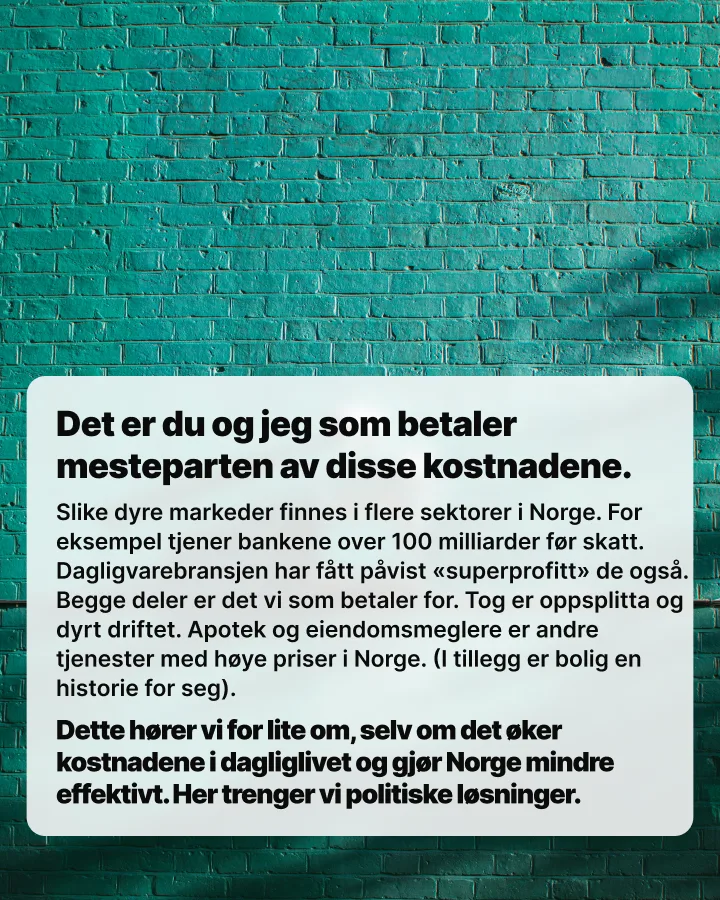 Det er du og jeg som betaler
mesteparten av disse kostnadene.
Slike dyre markeder finnes i flere sektorer i Norge. For
eksempel tjener bankene over 100 milliarder før skatt.
Dagligvarebransjen har fått påvist «superprofitt» de også.
Begge deler er det vi som betaler for. Tog er oppsplitta og
dyrt driftet. Apotek og eiendomsmeglere er andre
tjenester med høye priser i Norge. (I tillegg er bolig en
historie for seg).
Dette hører vi for lite om, selv om det øker
kostnadene i dagliglivet og gjør Norge mindre
effektivt. Her trenger vi politiske løsninger.